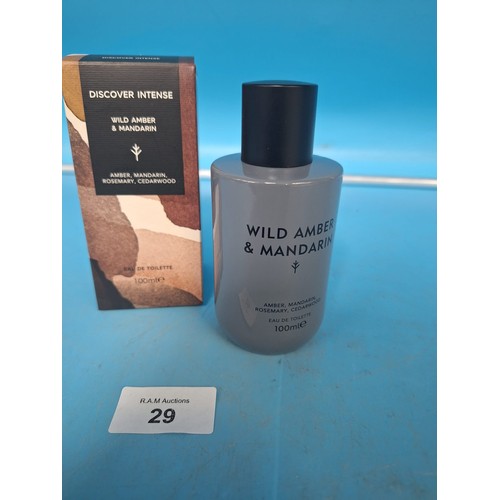 DISCOVER INTENSE
WILD AMBER
& MANDARIN
AMBER, MANDARIN,
ROSEMARY, CEDARWOOD
EAU DE TOILETTE
100ml℮
WILD AMBER
& MANDARIN
AMBER, MANDARIN,
ROSEMARY, CEDARWOOD
EAU DE TOILETTE
100ml℮
R.A.M Auctions
29